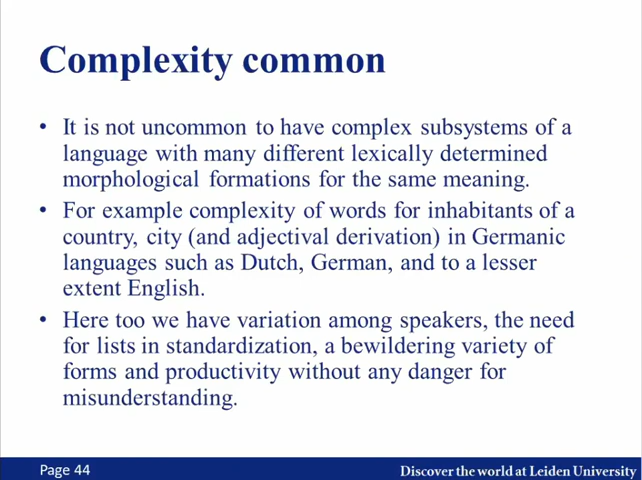 Complexity common
• It is not uncommon to have complex subsystems of a
language with many different lexically determined
morphological formations for the same meaning.
• For example complexity of words for inhabitants of a
country, city (and adjectival derivation) in Germanic
languages such as Dutch, German, and to a lesser
extent English.
• Here too we have variation among speakers, the need
for lists in standardization, a bewildering variety of
forms and productivity without any danger for
misunderstanding.
Page 44
Discover the world at Leiden University